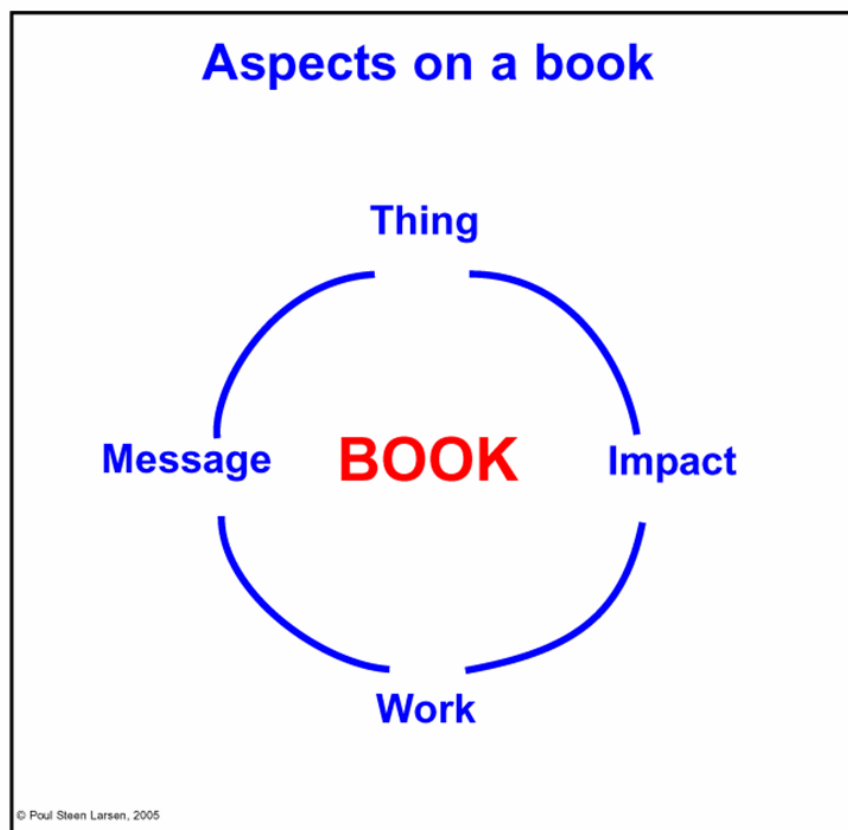 Aspects on a book
Thing
Message BOOK Impact
Work
© Poul Steen Larsen, 2005